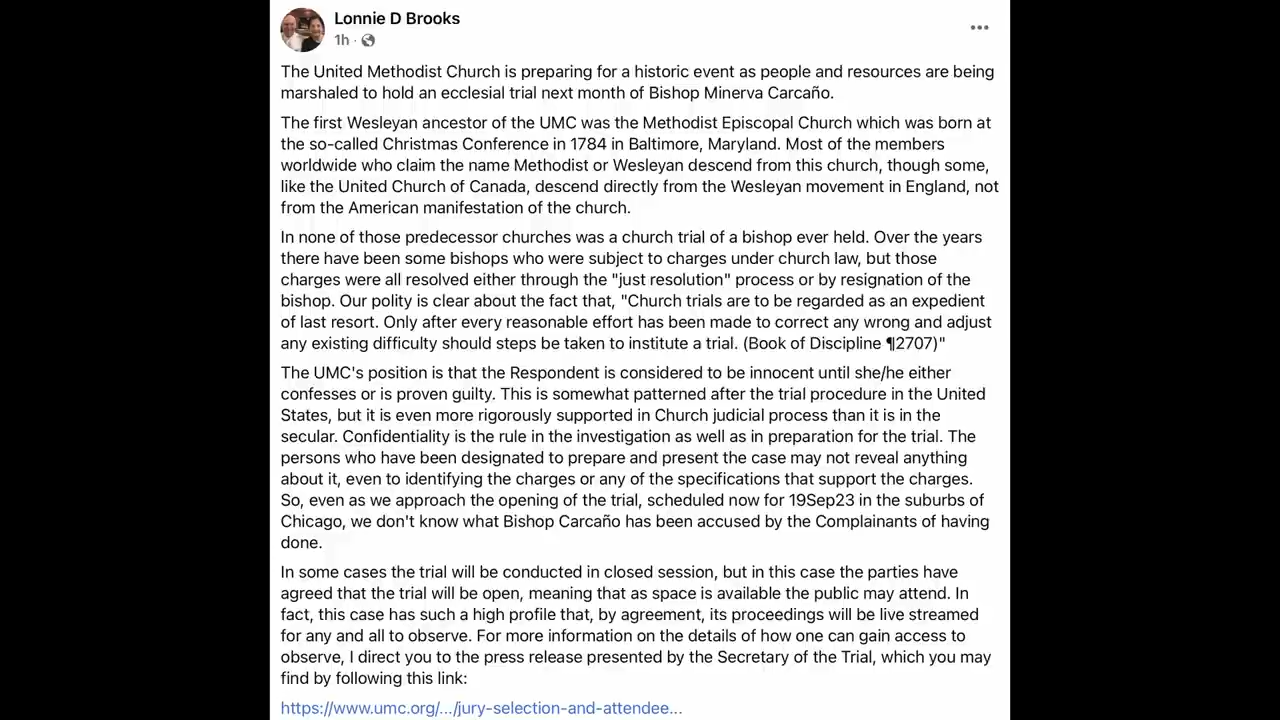 Lonnie D Brooks
1h ·
The United Methodist Church is preparing for a historic event as people and resources are being
marshaled to hold an ecclesial trial next month of Bishop Minerva Carcaño.
The first Wesleyan ancestor of the UMC was the Methodist Episcopal Church which was born at
the so-called Christmas Conference in 1784 in Baltimore, Maryland. Most of the members
worldwide who claim the name Methodist or Wesleyan descend from this church, though some,
like the United Church of Canada, descend directly from the Wesleyan movement in England, not
from the American manifestation of the church.
In none of those predecessor churches was a church trial of a bishop ever held. Over the years
there have been some bishops who were subject to charges under church law, but those
charges were all resolved either through the "just resolution" process or by resignation of the
bishop. Our polity is clear about the fact that, "Church trials are to be regarded as an expedient
of last resort. Only after every reasonable effort has been made to correct any wrong and adjust
any existing difficulty should steps be taken to institute a trial. (Book of Discipline ¶2707)"
The UMC's position is that the Respondent is considered to be innocent until she/he either
confesses or is proven guilty. This is somewhat patterned after the trial procedure in the United
States, but it is even more rigorously supported in Church judicial process than it is in the
secular. Confidentiality is the rule in the investigation as well as in preparation for the trial. The
persons who have been designated to prepare and present the case may not reveal anything
about it, even to identifying the charges or any of the specifications that support the charges.
So, even as we approach the opening of the trial, scheduled now for 19Sep23 in the suburbs of
Chicago, we don't know what Bishop Carcaño has been accused by the Complainants of having
done.
In some cases the trial will be conducted in closed session, but in this case the parties have
agreed that the trial will be open, meaning that as space is available the public may attend. In
fact, this case has such a high profile that, by agreement, its proceedings will be live streamed
for any and all to observe. For more information on the details of how one can gain access to
observe, I direct you to the press release presented by the Secretary of the Trial, which you may
find by following this link:
https://www.umc.org/.../jury-selection-and-attendee...